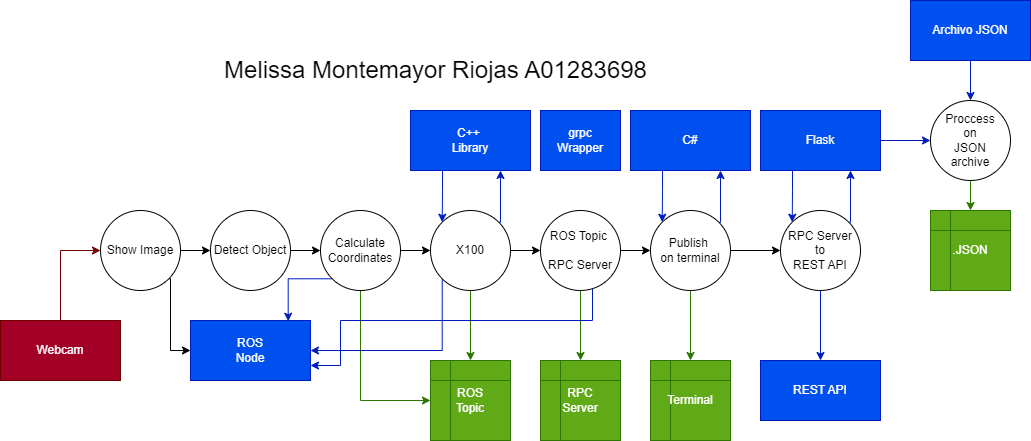 Archivo JSON
Melissa Montemayor Riojas A01283698
C++
Library
grpc
Wrapper
C#
Flask
Proccess
on
JSON
archive
Show Image
Detect Object
Calculate
Coordinates
X100
ROS Topic
RPC Server
Publish
on terminal
RPC Server
to
REST API
.JSON
Webcam
ROS
Node
ROS
Topic
RPC
Server
Terminal
REST API